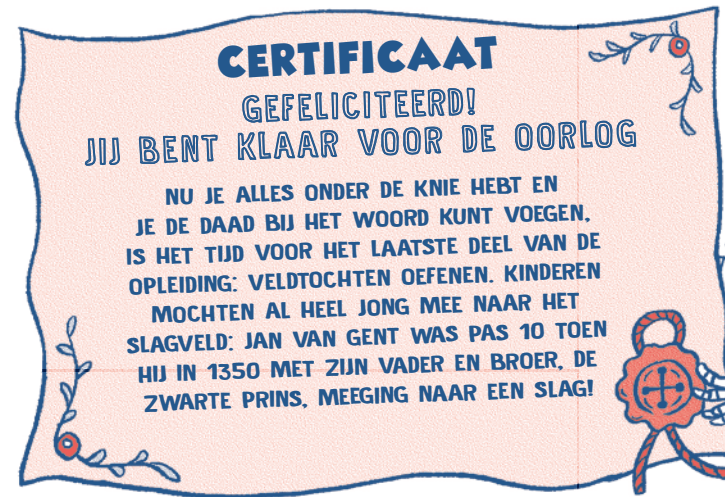 CERTIFICAAT
GEFELICITEERD!
JIJ BENT KLAAR VOOR DE OORLOG
NU JE ALLES ONDER DE KNIE HEBT EN
JE DE DAAD BIJ HET WOORD KUNT VOEGEN,
IS HET TIJD VOOR HET LAATSTE DEEL VAN DE
OPLEIDING: VELDTOCHTEN OEFENEN. KINDEREN
MOCHTEN AL HEEL JONG MEE NAAR HET
SLAGVELD: JAN VAN GENT WAS PAS 10 TOEN
HIJ IN 1350 MET ZIJN VADER EN BROER, DE
ZWARTE PRINS, MEEGING NAAR EEN SLAG!